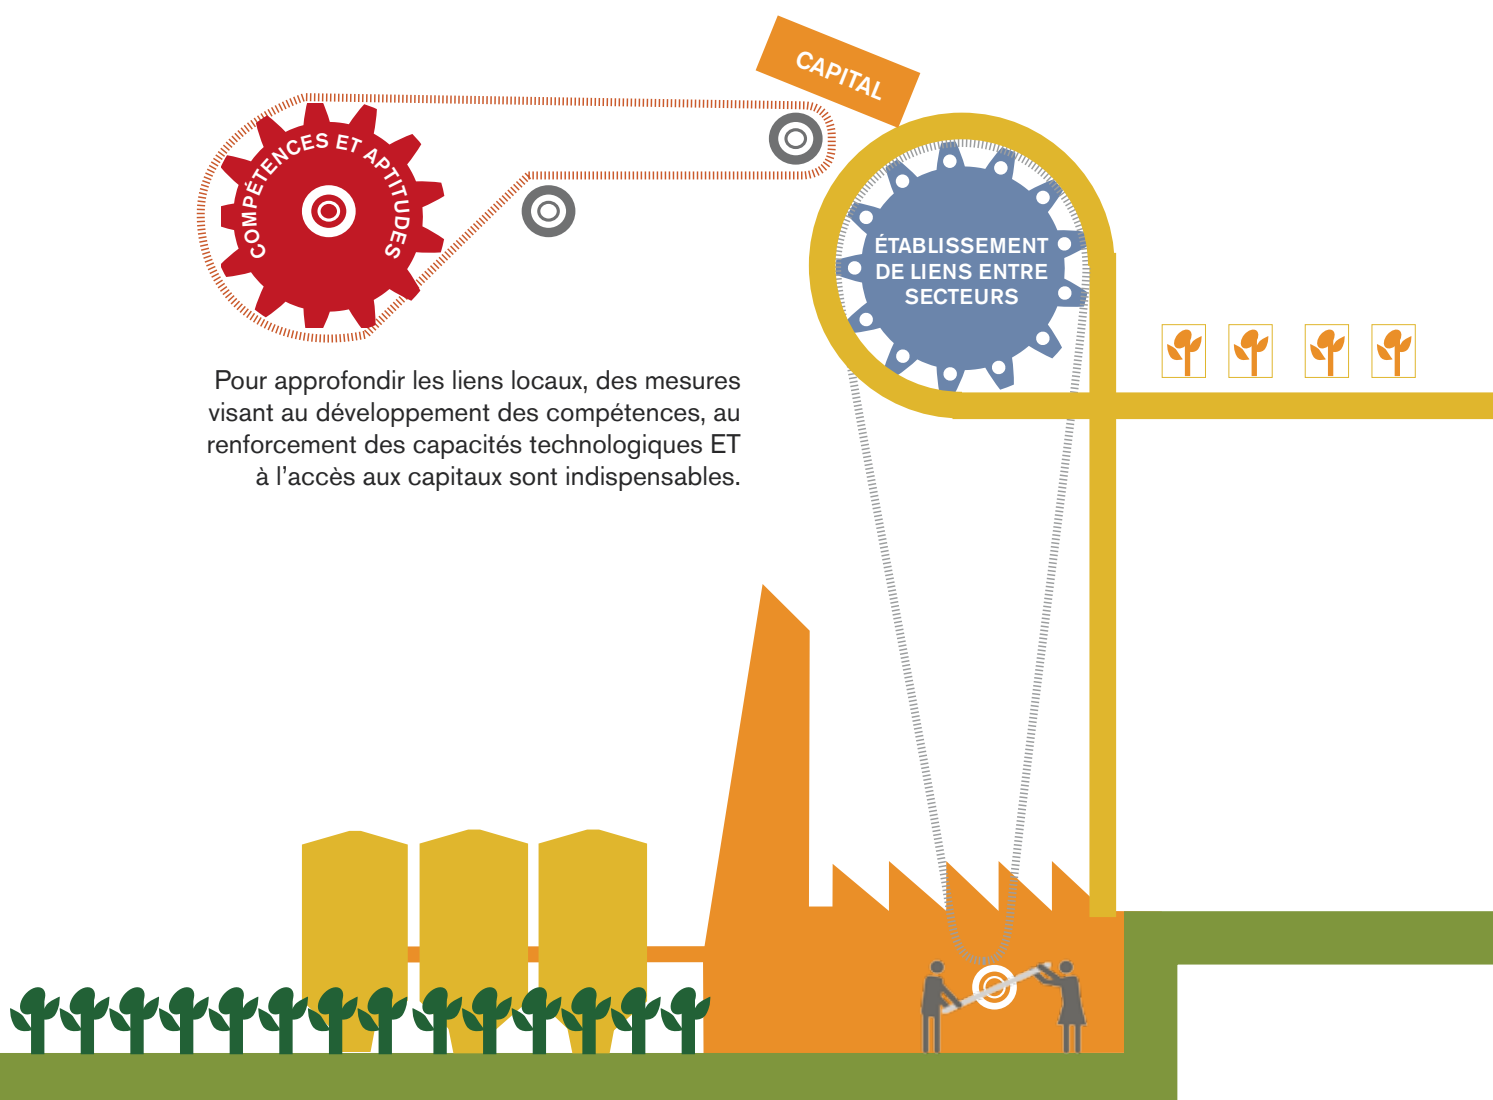 CAPITAL
COMPÉTENCES ET APTITUDES
ÉTABLISSEMENT
DE LIENS ENTRE
SECTEURS
Pour approfondir les liens locaux, des mesures
visant au développement des compétences, au
renforcement des capacités technologiques ET
à l’accès aux capitaux sont indispensables.